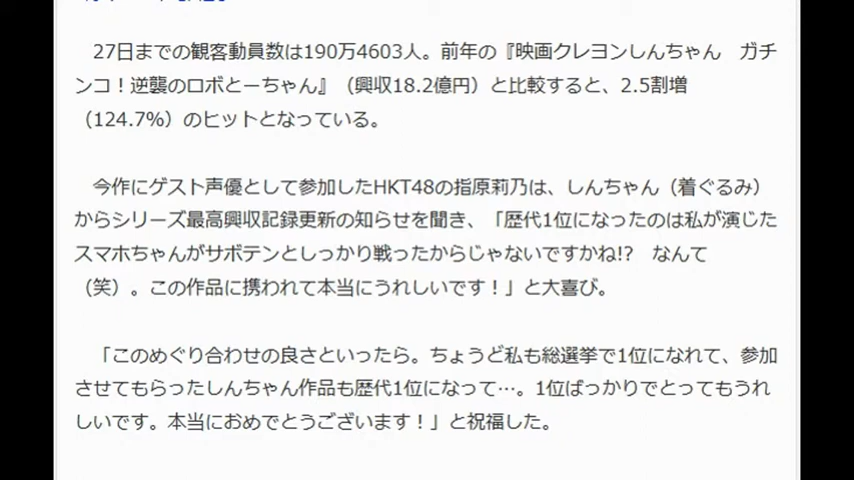 27日までの観客動員数は190万4603人。前年の『映画クレヨンしんちゃん　ガチ
ンコ！逆襲のロボとーちゃん』（興収18.2億円）と比較すると、2.5割増
（124.7%）のヒットとなっている。
今作にゲスト声優として参加したHKT48の指原莉乃は、しんちゃん（着ぐるみ）
からシリーズ最高興収記録更新の知らせを聞き、「歴代1位になったのは私が演じた
スマホちゃんがサボテンとしっかり戦ったからじゃないですかね!?　なんて
（笑）。この作品に携われて本当にうれしいです！」と大喜び。
「このめぐり合わせの良さといったら。ちょうど私も総選挙で1位になれて、参加
させてもらったしんちゃん作品も歴代1位になって…。1位ばっかりでとってもうれ
しいです。本当におめでとうございます！」と祝福した。